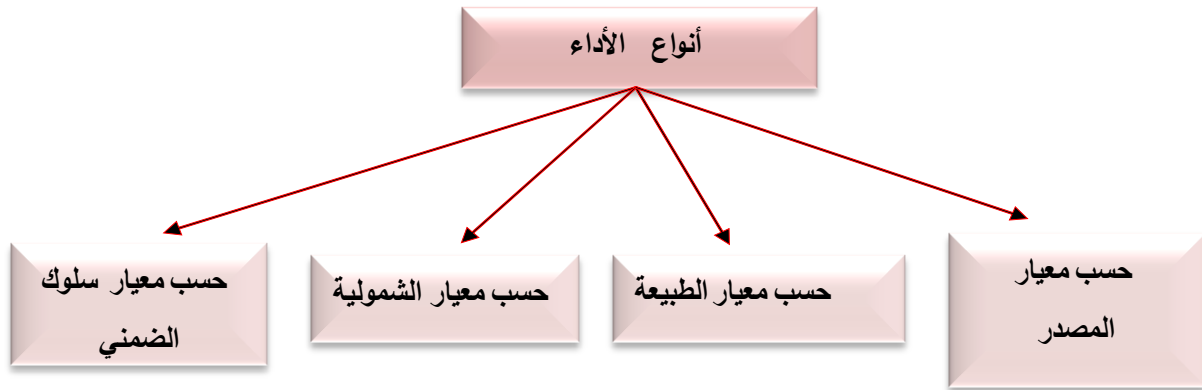 أنواع الأداء
حسب معيار
المصدر
حسب معيار الطبيعة
حسب معيار الشمولية
حسب معيار سلوك
الضمني